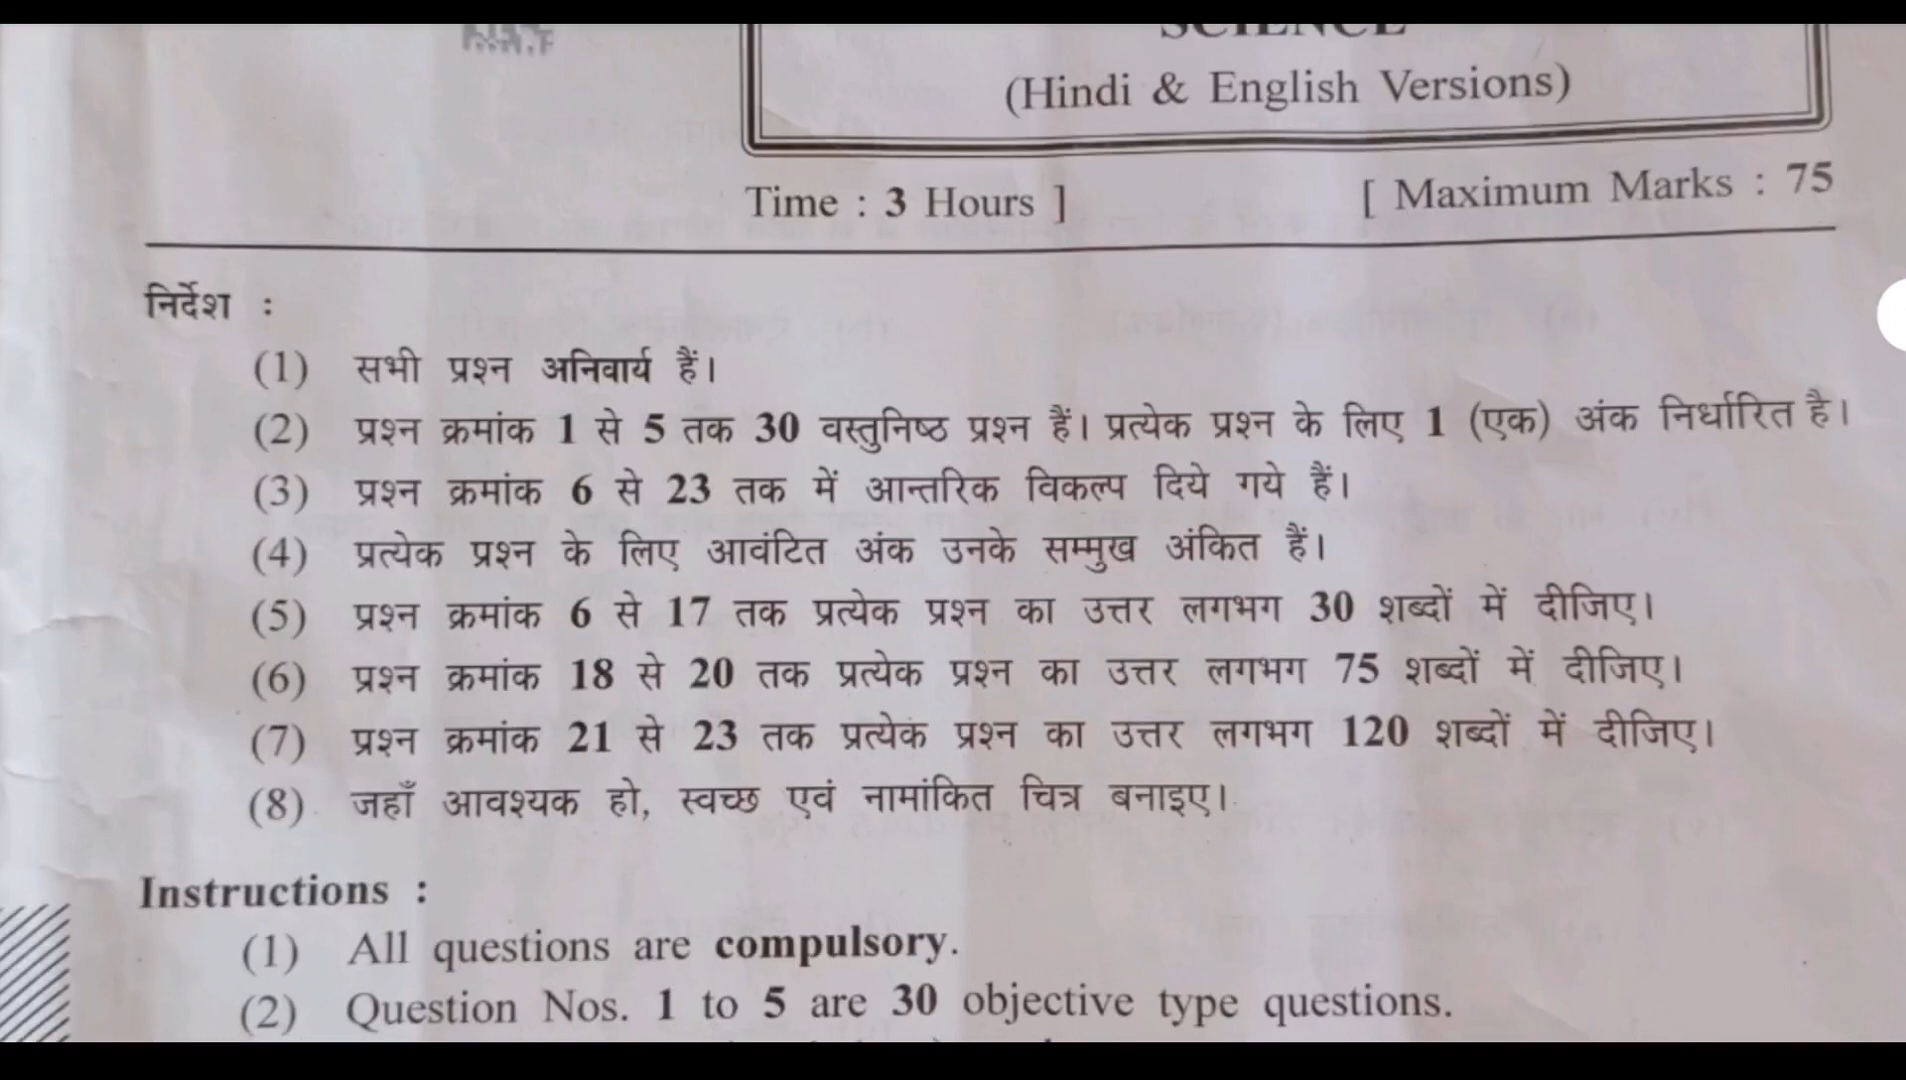 SCIENCE
(Hindi & English Versions)
Time : 3 Hours ] [ Maximum Marks : 75
निर्देश :
(1) सभी प्रश्न अनिवार्य हैं।
(2) प्रश्न क्रमांक 1 से 5 तक 30 वस्तुनिष्ठ प्रश्न हैं। प्रत्येक प्रश्न के लिए 1 (एक) अंक निर्धारित है।
(3) प्रश्न क्रमांक 6 से 23 तक में आन्तरिक विकल्प दिये गये हैं।
(4) प्रत्येक प्रश्न के लिए आवंटित अंक उनके सम्मुख अंकित हैं।
(5) प्रश्न क्रमांक 6 से 17 तक प्रत्येक प्रश्न का उत्तर लगभग 30 शब्दों में दीजिए।
(6) प्रश्न क्रमांक 18 से 20 तक प्रत्येक प्रश्न का उत्तर लगभग 75 शब्दों में दीजिए।
(7) प्रश्न क्रमांक 21 से 23 तक प्रत्येक प्रश्न का उत्तर लगभग 120 शब्दों में दीजिए।
(8) जहाँ आवश्यक हो, स्वच्छ एवं नामांकित चित्र बनाइए।
Instructions :
(1) All questions are compulsory.
(2) Question Nos. 1 to 5 are 30 objective type questions.